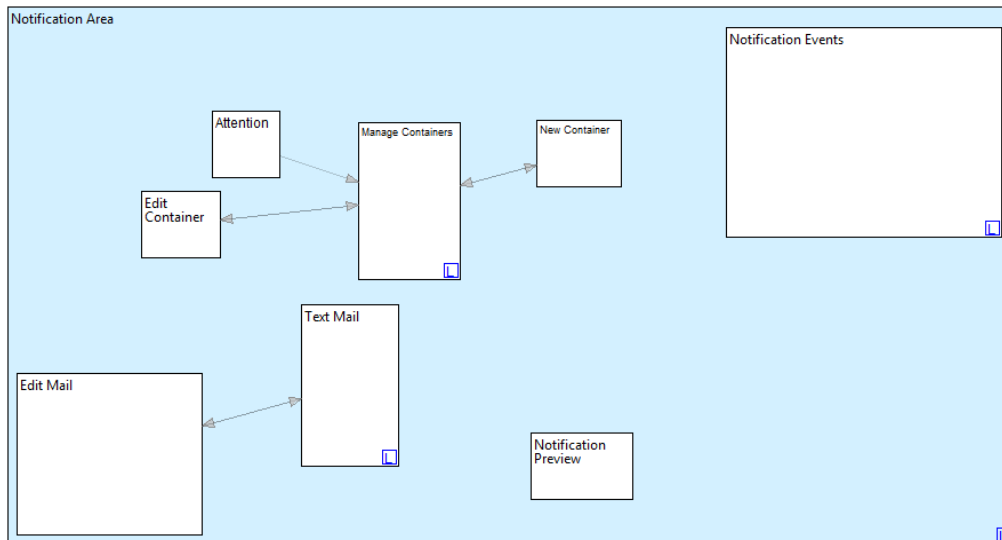 Notification Area
Notification Events
Attention
Manage Containers
New Container
Edit
Container
L
L
Text Mail
Edit Mail
Notification
Preview
L
L